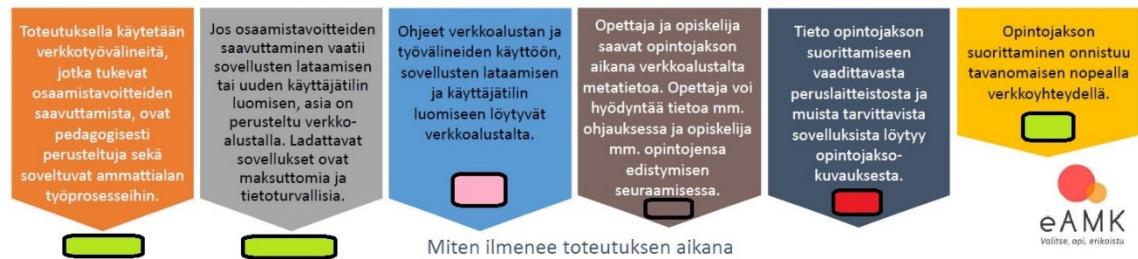 Toteutuksella käytetään
verkkotyövälineitä,
jotka tukevat
osaamistavoitteiden
saavuttamista, ovat
pedagogisesti
perusteltuja sekä
soveltuvat ammattialan
työprosesseihin.
Jos osaamistavoitteiden
saavuttaminen vaatii
sovellusten lataamisen
tai uuden käyttäjätilin
luomisen, asia on
perusteltu verkko-
alustalla. Ladattavat
sovellukset ovat
maksuttomia ja
tietoturvallisia.
Ohjeet verkkoalustan ja
työvälineiden käyttöön,
sovellusten lataamisen
ja käyttäjätilin
luomiseen löytyvät
verkkoalustalta.
Opettaja ja opiskelija
saavat opintojakson
aikana verkkoalustalta
metatietoa. Opettaja voi
hyödyntää tietoa mm.
ohjauksessa ja opiskelija
mm. opintojensa
edistymisen
seuraamisessa.
Tieto opintojakson
suorittamiseen
vaadittavasta
peruslaitteistosta ja
muista tarvittavista
sovelluksista löytyy
opintojakso-
kuvauksesta.
Opintojakson
suorittaminen onnistuu
tavanomaisen nopealla
verkkoyhteydellä.
Miten ilmenee toteutuksen aikana
eAMK
Valitse, opi, erikoistu